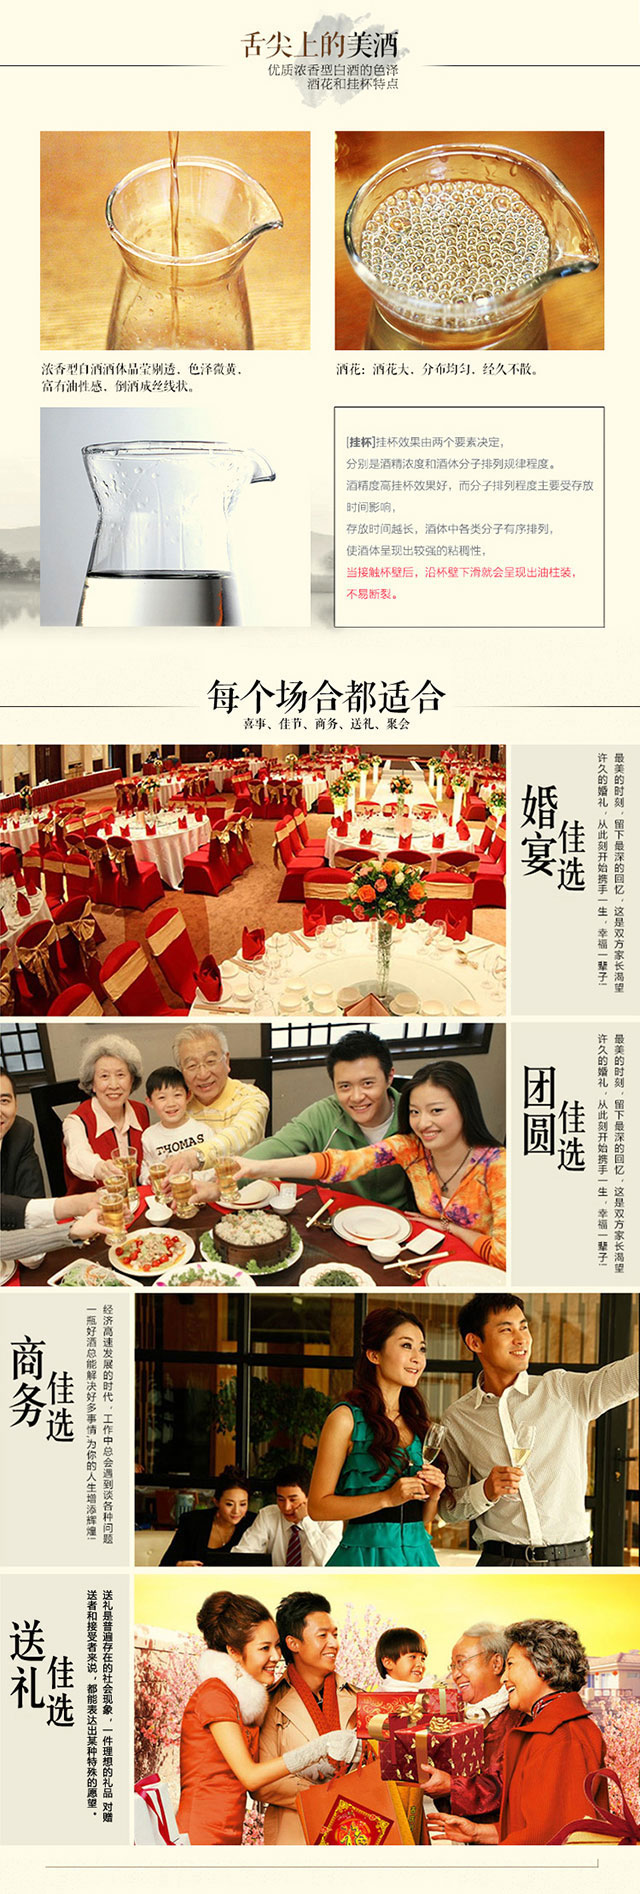 舌尖上的美酒
优质浓香型白酒的色泽
酒花和挂杯特点
浓香型白酒酒体晶莹剔透、色泽微黄、
富有油性感、倒酒成丝线状。
酒花：酒花大、分布均匀、经久不散。
[挂杯]挂杯效果由两个要素决定，
分别是酒精浓度和酒体分子排列规律程度。
酒精度高挂杯效果好，而分子排列程度主要受存放
时间影响，
存放时间越长，酒体中各类分子有序排列，
使酒体呈现出较强的粘稠性，
当接触杯壁后，沿杯壁下滑就会呈现出油柱装，
不易断裂。
每个场合都适合
喜事、佳节、商务、送礼、聚会
婚宴
佳选
最美的时刻，留下最深的回忆，这是双方家长渴望
许久的婚礼，从此刻开始携手一生，幸福一辈子！
THOMAS
团圆
佳选
最美的时刻，留下最深的回忆，这是双方家长渴望
许久的婚礼，从此刻开始携手一生，幸福一辈子！
商务
佳选
经济高速发展的时代，工作中总会遇到谈各种问题
一瓶好酒总能解决好多事情，为你的人生增添辉煌！
送礼
佳选
送礼是普遍存在的社会现象，一件理想的礼品 对赠
送者和接受者来说，都能表达出某种特殊的愿望。